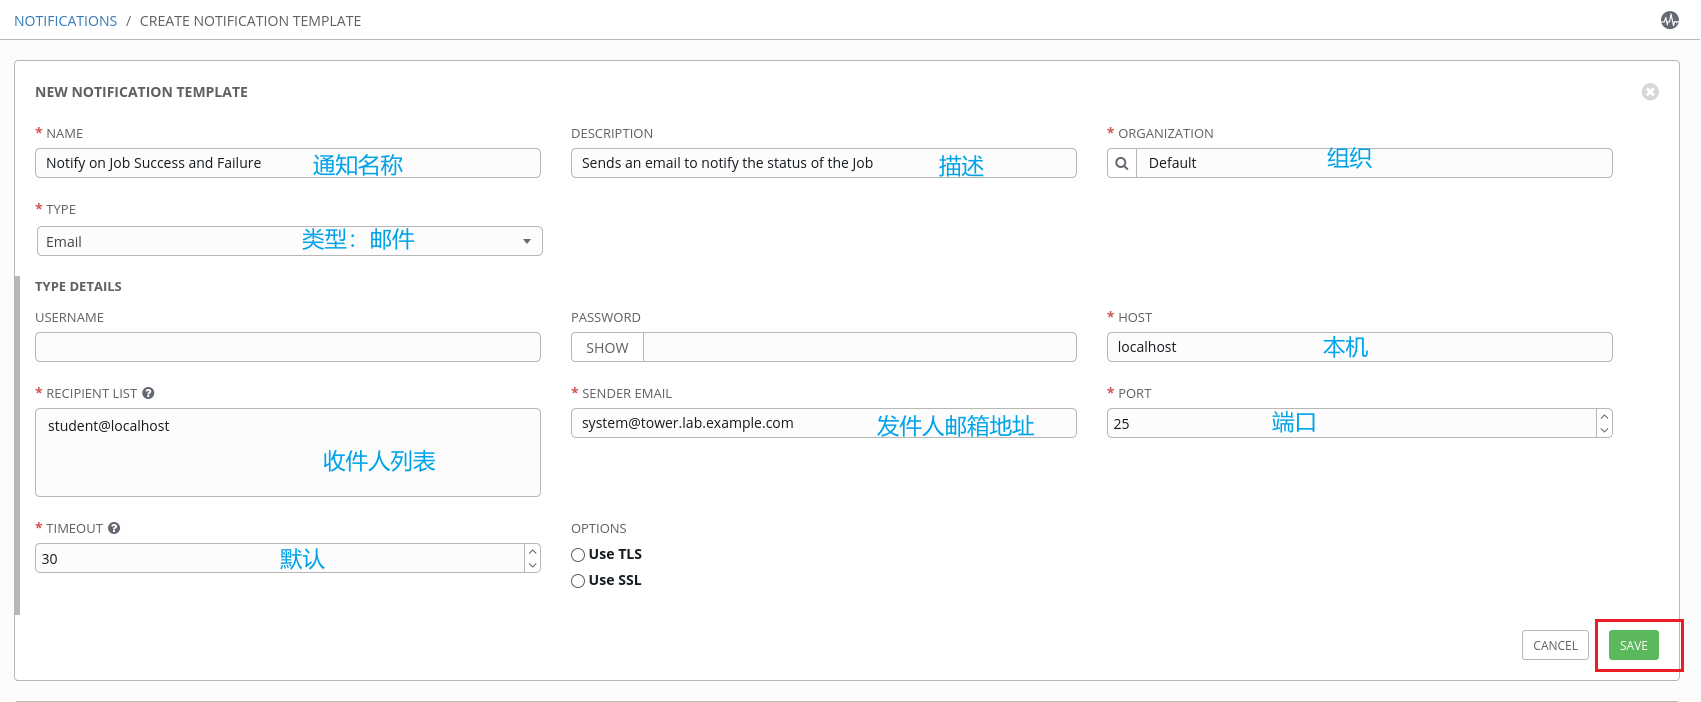 NOTIFICATIONS / CREATE NOTIFICATION TEMPLATE
NEW NOTIFICATION TEMPLATE
* NAME
Notify on Job Success and Failure 通知名称
DESCRIPTION
Sends an email to notify the status of the Job 描述
* ORGANIZATION
Default 组织
* TYPE
Email 类型：邮件
TYPE DETAILS
USERNAME
PASSWORD
SHOW
* HOST
localhost 本机
* RECIPIENT LIST ?
student@localhost
收件人列表
* SENDER EMAIL
system@tower.lab.example.com 发件人邮箱地址
* PORT
25 端口
* TIMEOUT ?
30 默认
OPTIONS
Use TLS
Use SSL
CANCEL
SAVE